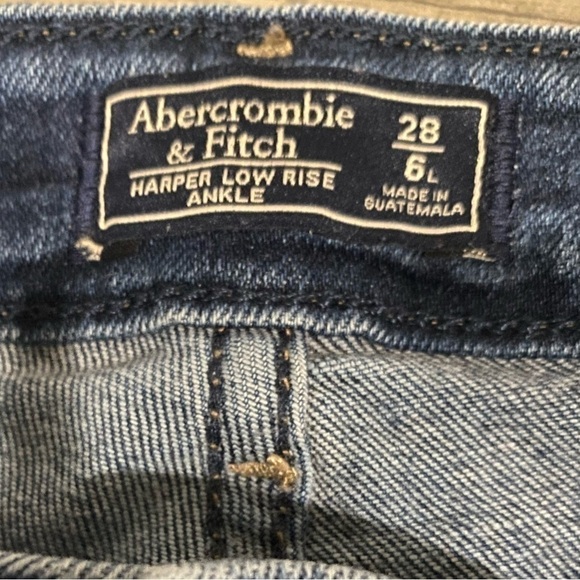 Abercrombie
& Fitch
HARPER LOW RISE
ANKLE
28
6L
MADE IN
GUATEMALA